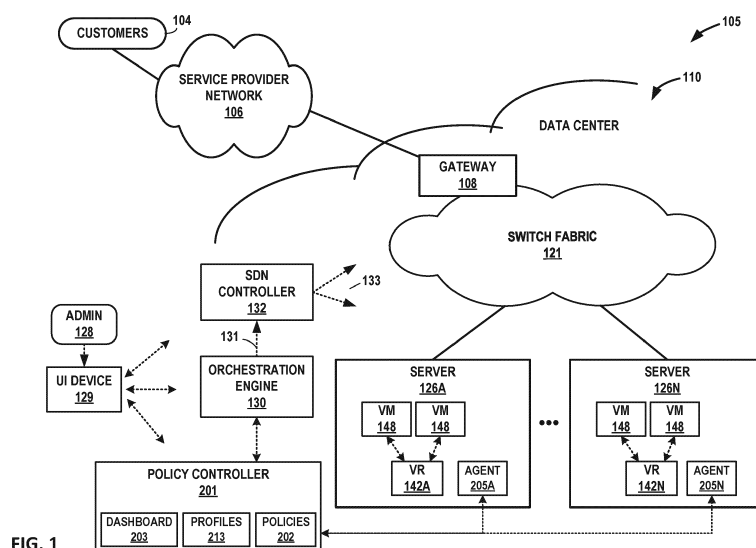 CUSTOMERS
104
105
SERVICE PROVIDER
NETWORK
106
110
DATA CENTER
GATEWAY
108
SWITCH FABRIC
121
SDN
CONTROLLER
132
133
ADMIN
128
131
UI DEVICE
129
ORCHESTRATION
ENGINE
130
SERVER
126A
VM
148
VM
148
VR
142A
AGENT
205A
SERVER
126N
VM
148
VM
148
VR
142N
AGENT
205N
POLICY CONTROLLER
201
DASHBOARD
203
PROFILES
213
POLICIES
202
FIG. 1